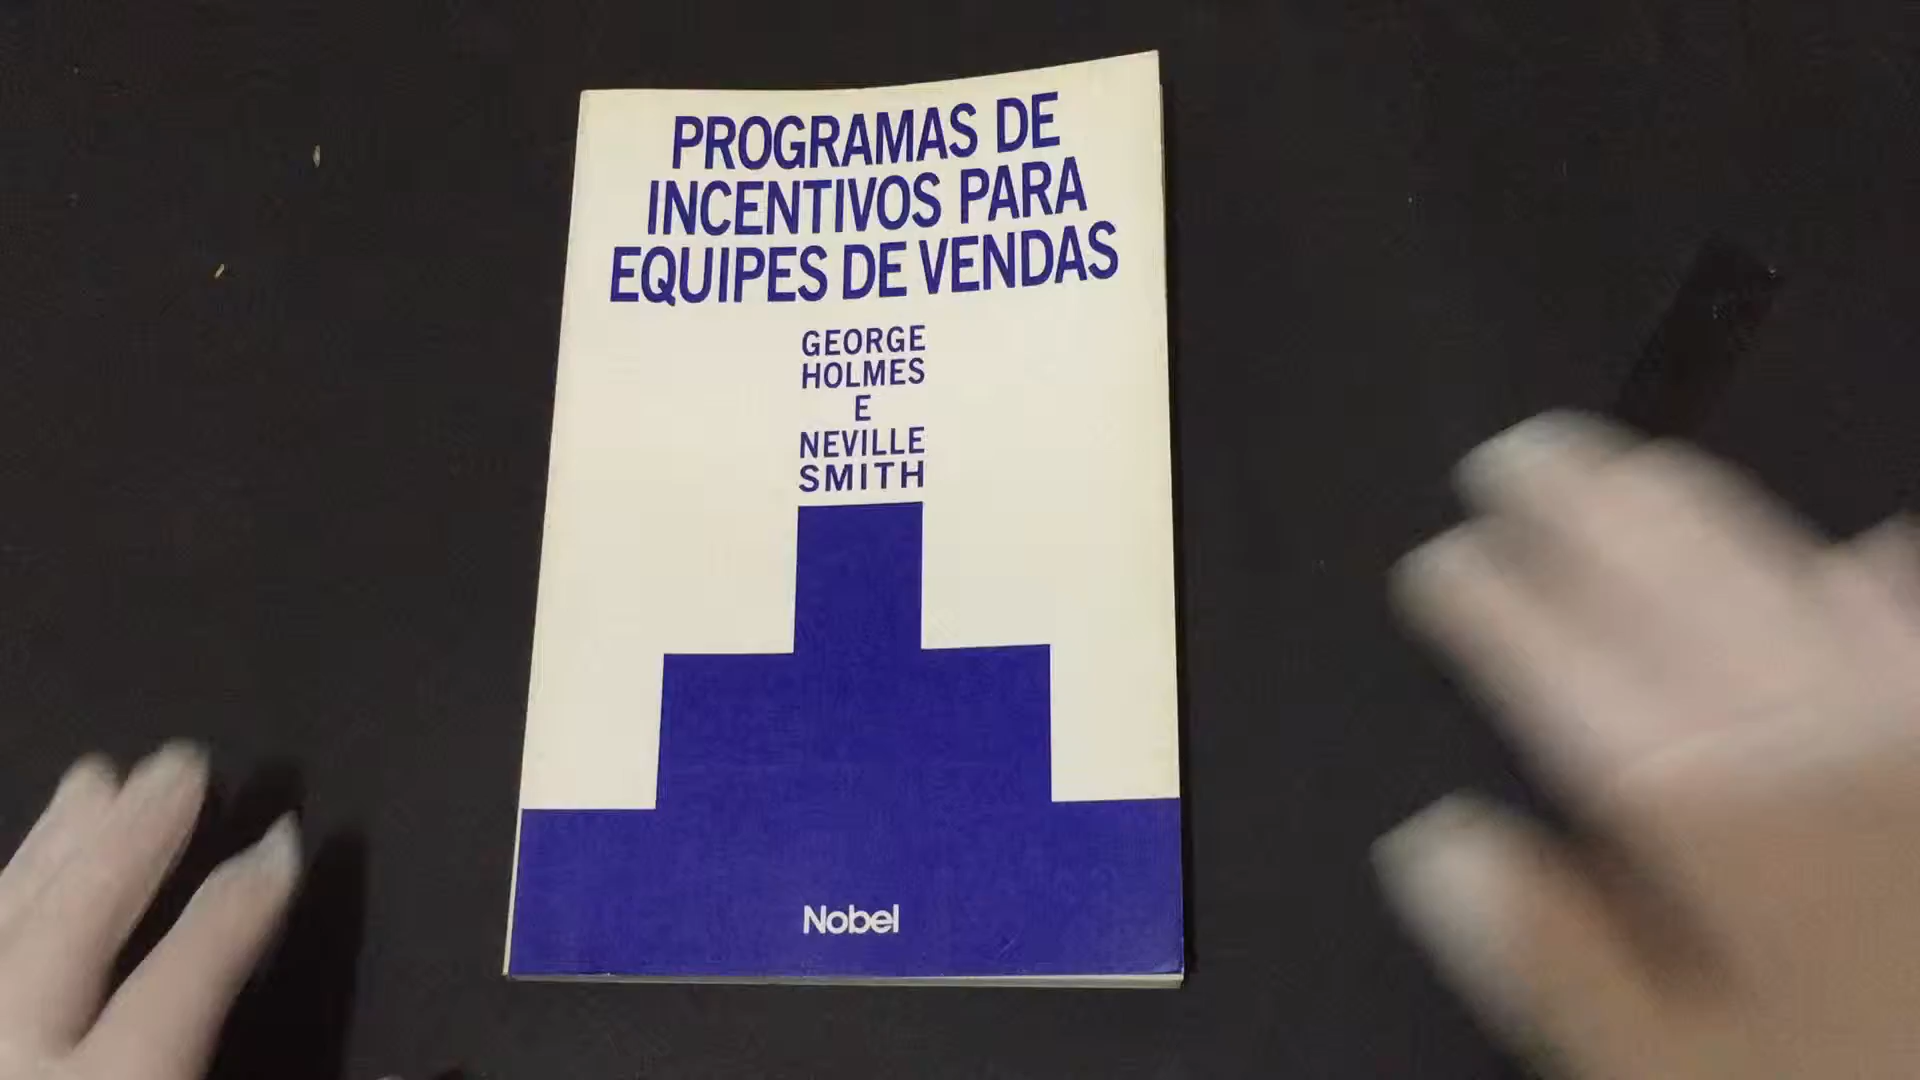 PROGRAMAS DE
INCENTIVOS PARA
EQUIPES DE VENDAS
GEORGE
HOLMES
E
NEVILLE
SMITH
Nobel